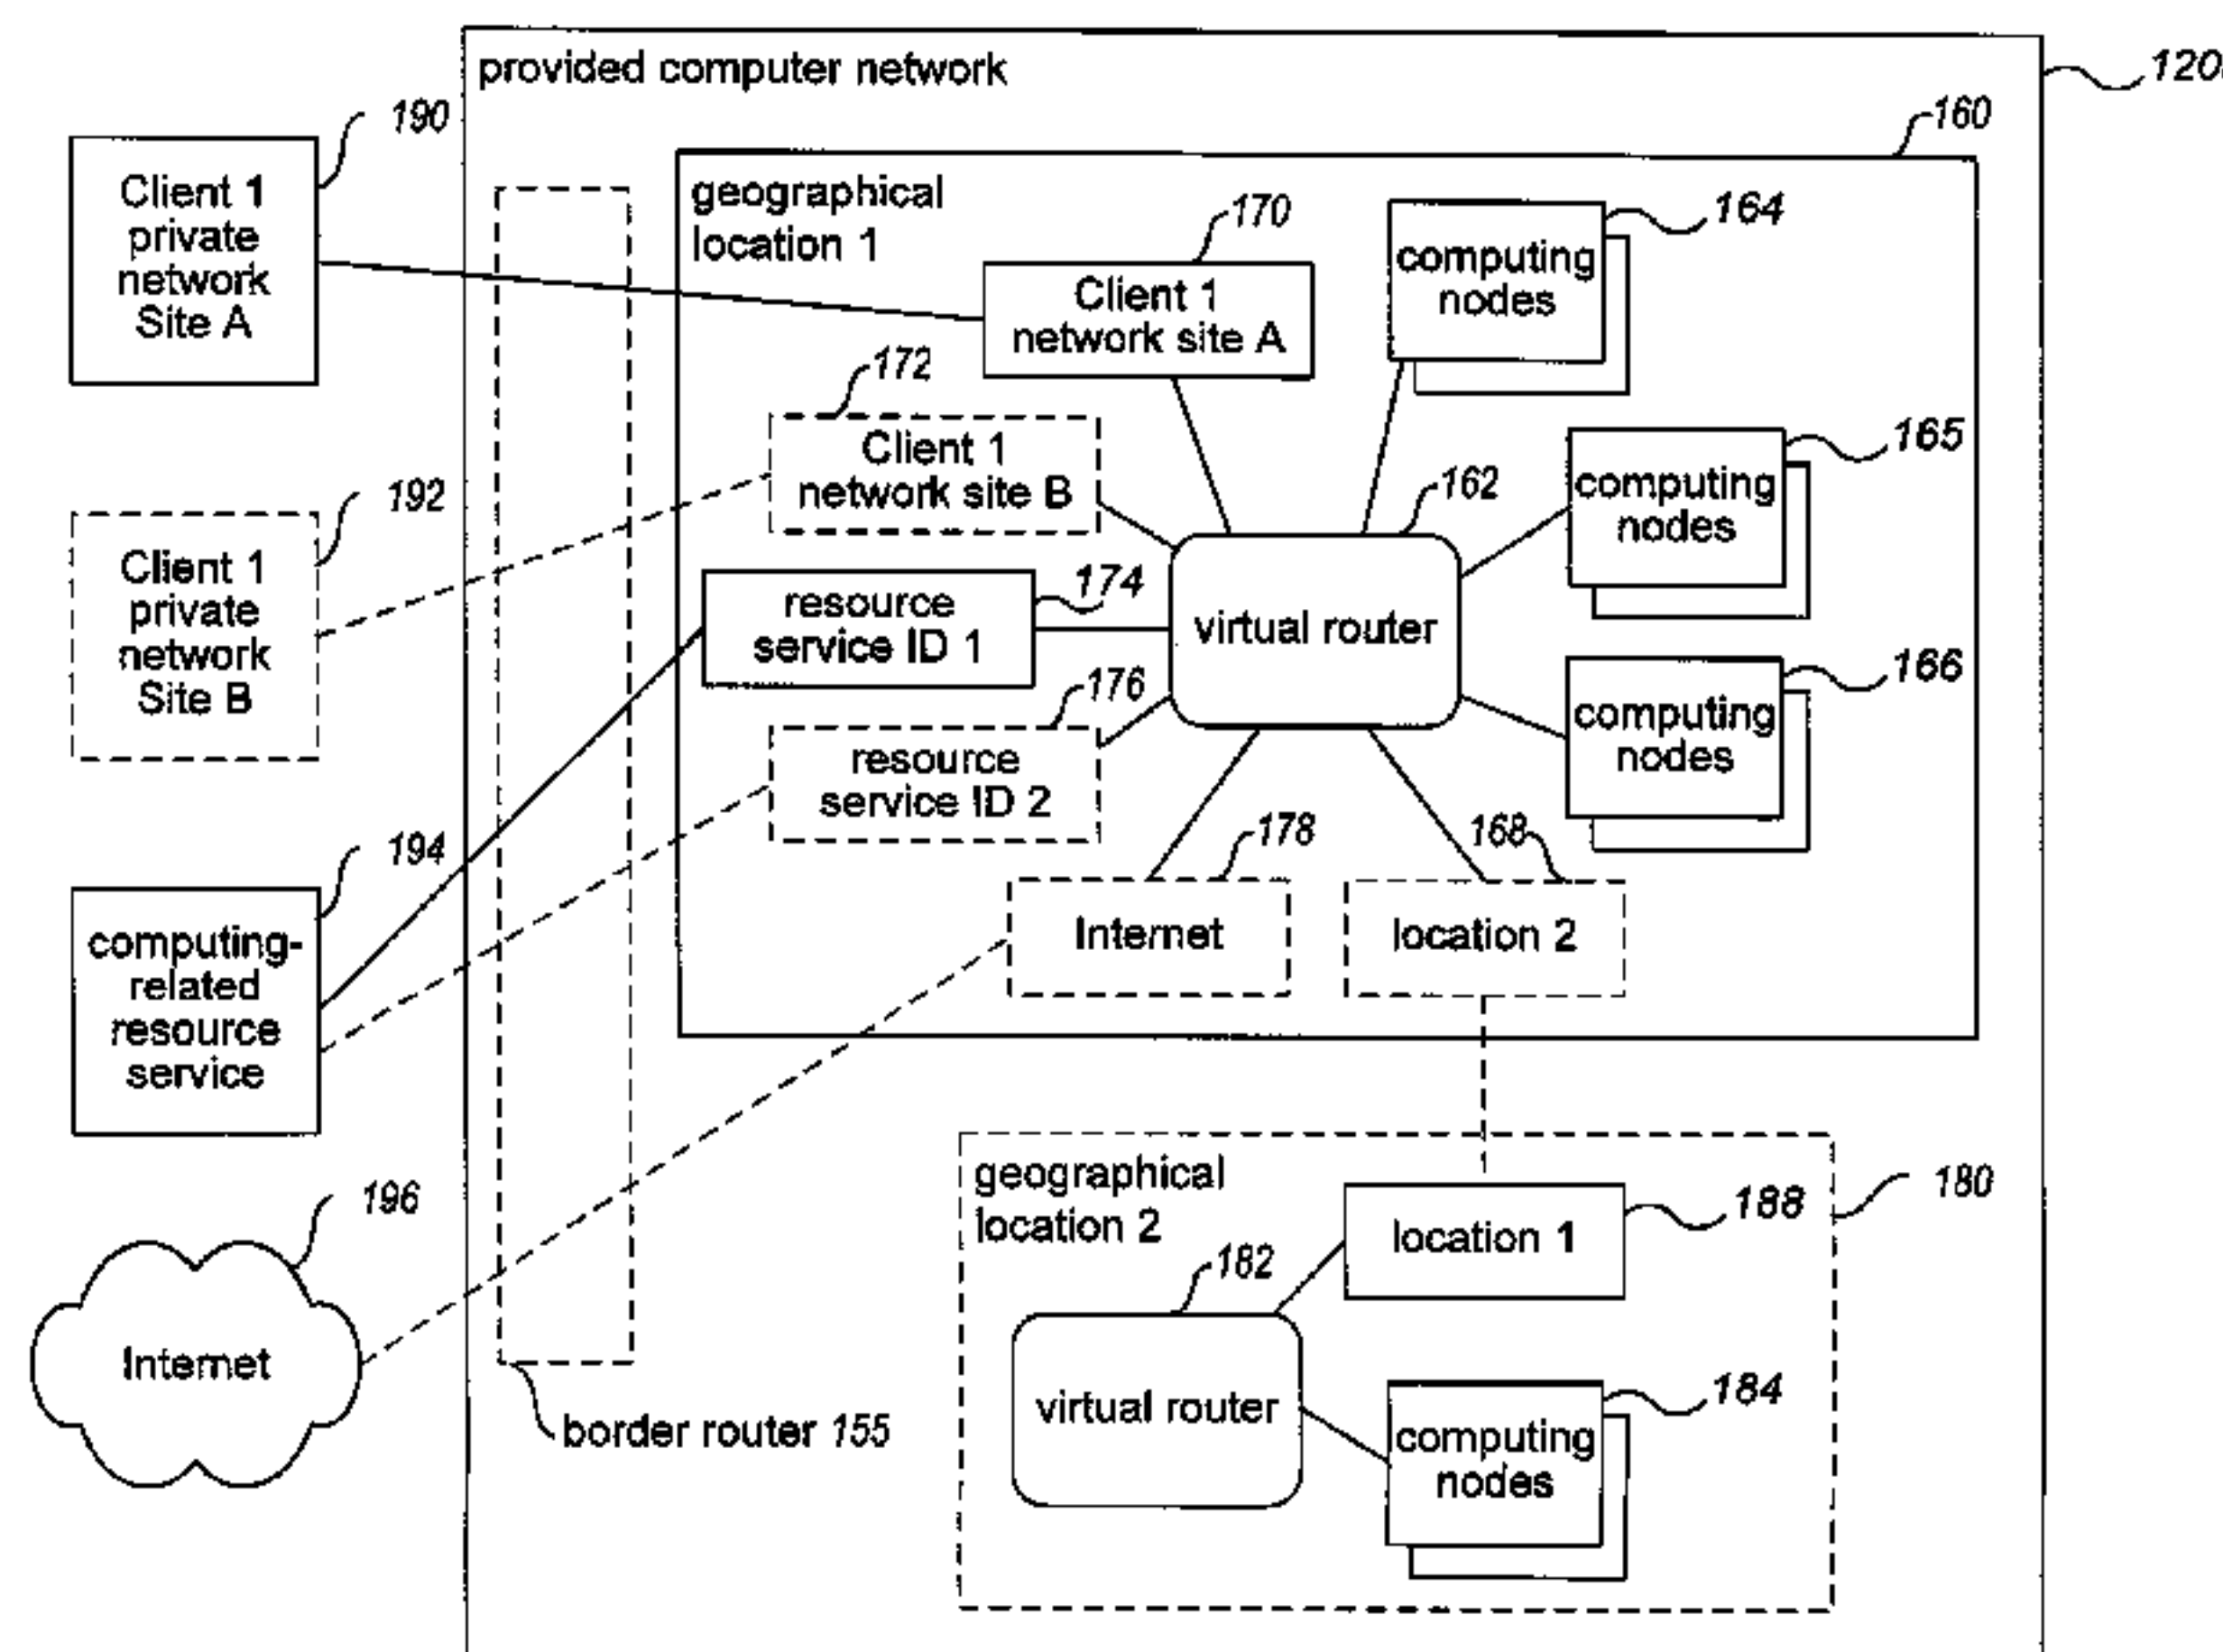 provided computer network
120
160
190
Client 1
private
network
Site A
geographical
location 1
170
Client 1
network site A
164
computing
nodes
172
Client 1
network site B
165
computing
nodes
192
Client 1
private
network
Site B
162
virtual router
174
resource
service ID 1
166
computing
nodes
176
resource
service ID 2
194
computing-
related
resource
service
178
Internet
168
location 2
196
Internet
geographical
location 2
180
188
location 1
182
virtual router
184
computing
nodes
border router 155